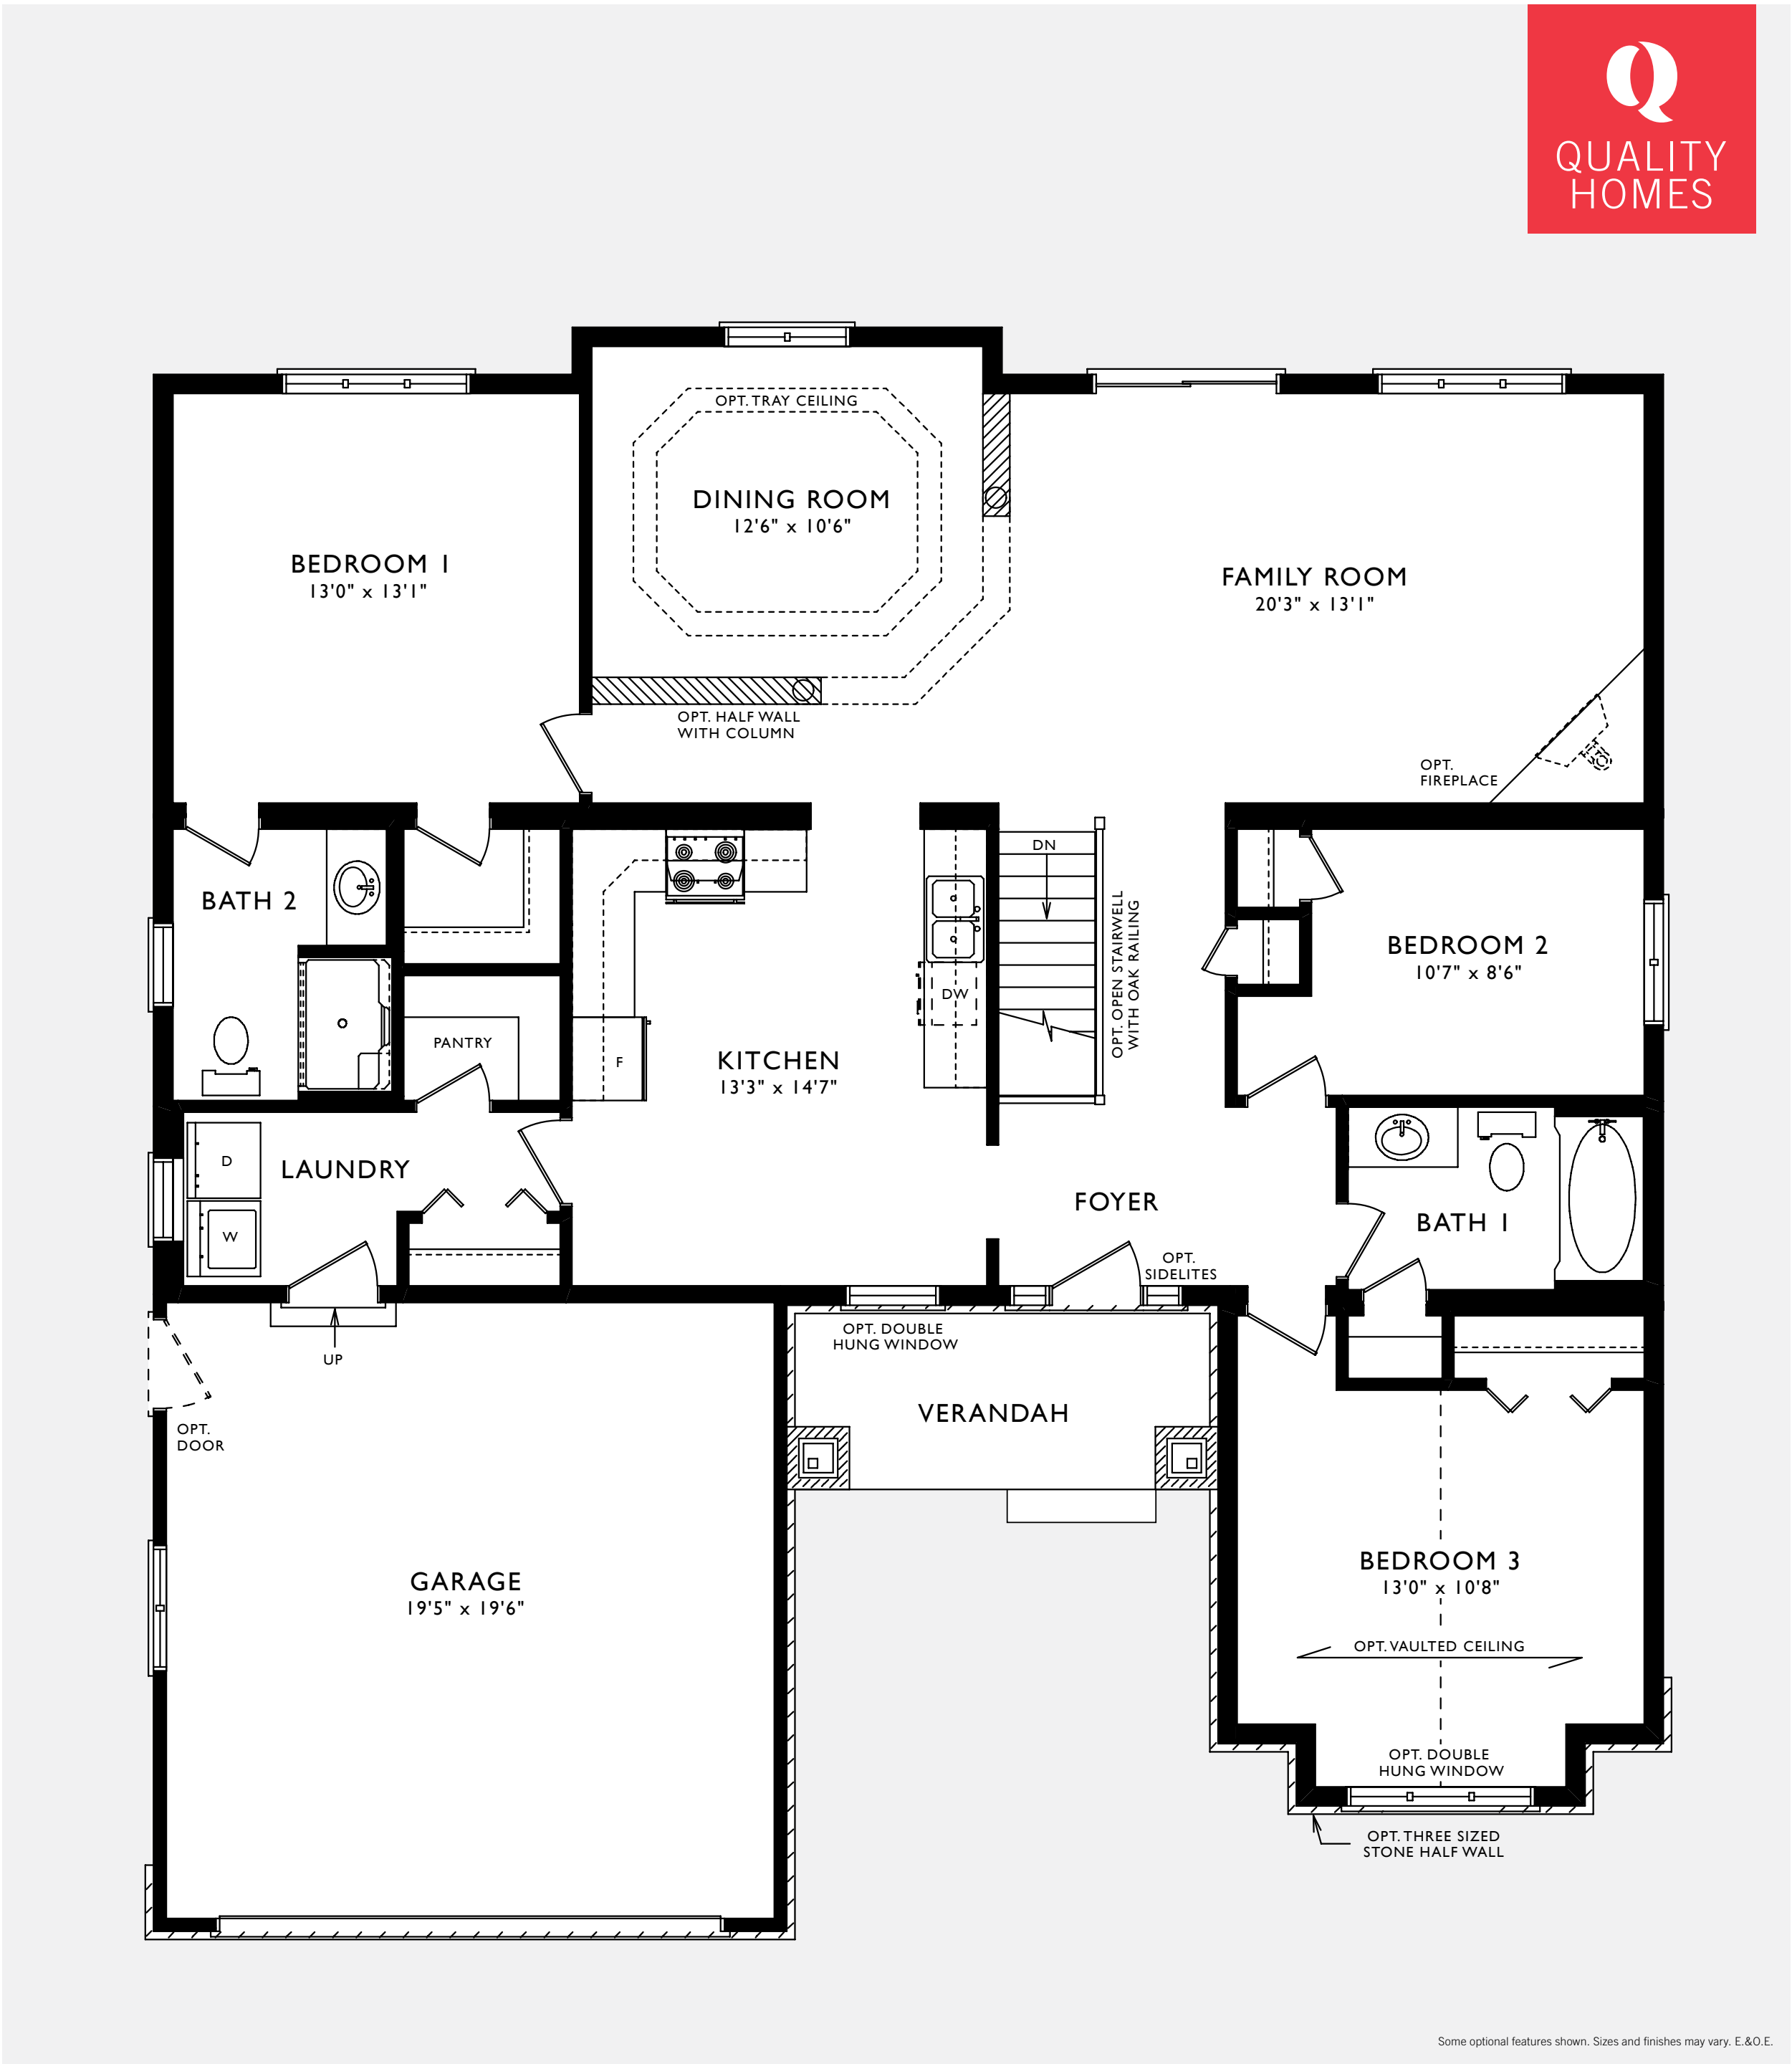 QUALITY
HOMES
OPT. TRAY CEILING
DINING ROOM
12'6" x 10'6"
BEDROOM 1
13'0" x 13'1"
FAMILY ROOM
20'3" x 13'1"
OPT. HALF WALL
WITH COLUMN
OPT.
FIREPLACE
DN
BATH 2
OPT. OPEN STAIRWELL
WITH OAK RAILING
BEDROOM 2
10'7" x 8'6"
DW
PANTRY
F
KITCHEN
13'3" x 14'7"
D
LAUNDRY
W
FOYER
BATH 1
OPT.
SIDELITES
OPT. DOUBLE
HUNG WINDOW
UP
VERANDAH
OPT.
DOOR
GARAGE
19'5" x 19'6"
BEDROOM 3
13'0" x 10'8"
OPT. VAULTED CEILING
OPT. DOUBLE
HUNG WINDOW
OPT. THREE SIZED
STONE HALF WALL
Some optional features shown. Sizes and finishes may vary. E.&O.E.